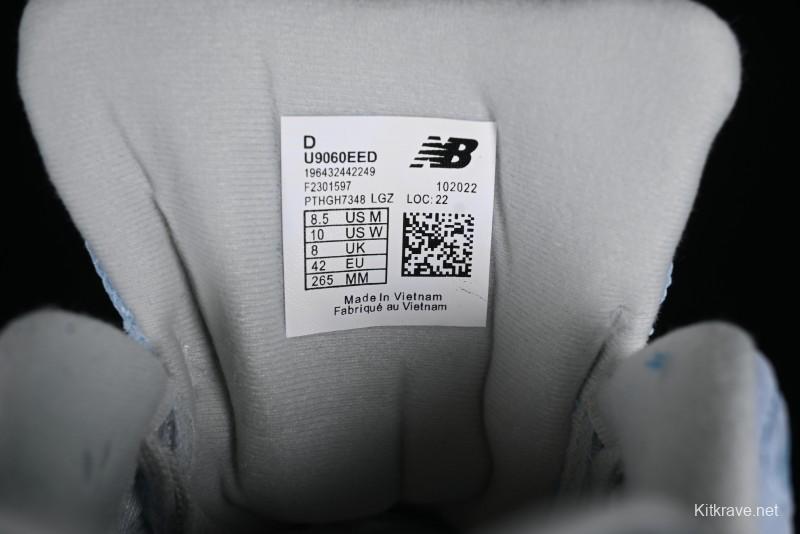 D
U9060EED
NB
196432442249
F2301597 102022
PTHGH7348 LGZ LOC: 22
8.5 US M
10 US W
8 UK
42 EU
265 MM
Made In Vietnam
Fabriqué au Vietnam
Kitkrave.net